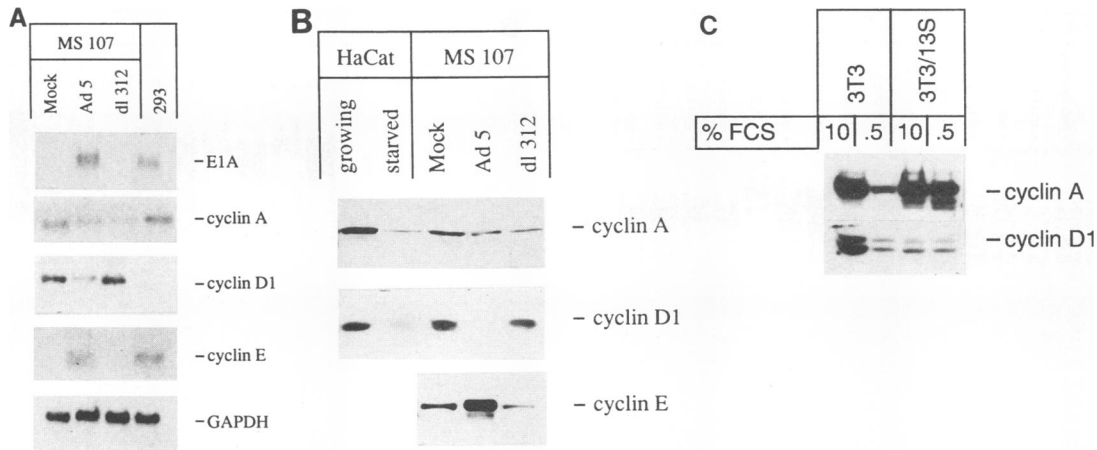 A
MS 107
Mock
Ad 5
dl 312
293
E1A
cyclin A
cyclin D1
cyclin E
GAPDH
B
HaCat
MS 107
growing
starved
Mock
Ad 5
dl 312
cyclin A
cyclin D1
cyclin E
C
3T3
3T3/13S
% FCS
10
.5
10
.5
cyclin A
cyclin D1